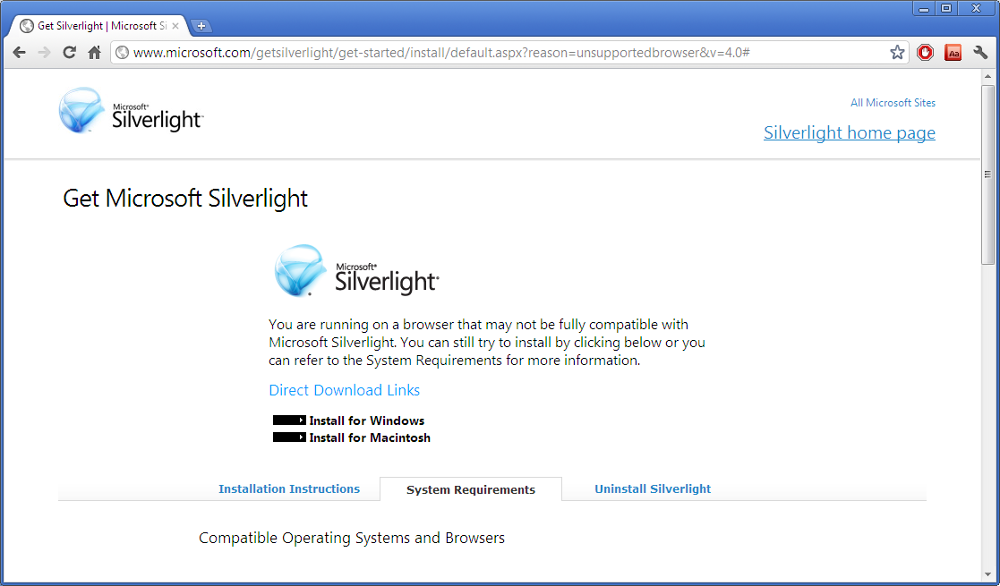 Get Silverlight | Microsoft Si
www.microsoft.com/getsilverlight/get-started/install/default.aspx?reason=unsupportedbrowser&v=4.0#
Aa
Microsoft®
Silverlight™
All Microsoft Sites
Silverlight home page
Get Microsoft Silverlight
Microsoft®
Silverlight®
You are running on a browser that may not be fully compatible with
Microsoft Silverlight. You can still try to install by clicking below or you
can refer to the System Requirements for more information.
Direct Download Links
Install for Windows
Install for Macintosh
Installation Instructions
System Requirements
Uninstall Silverlight
Compatible Operating Systems and Browsers